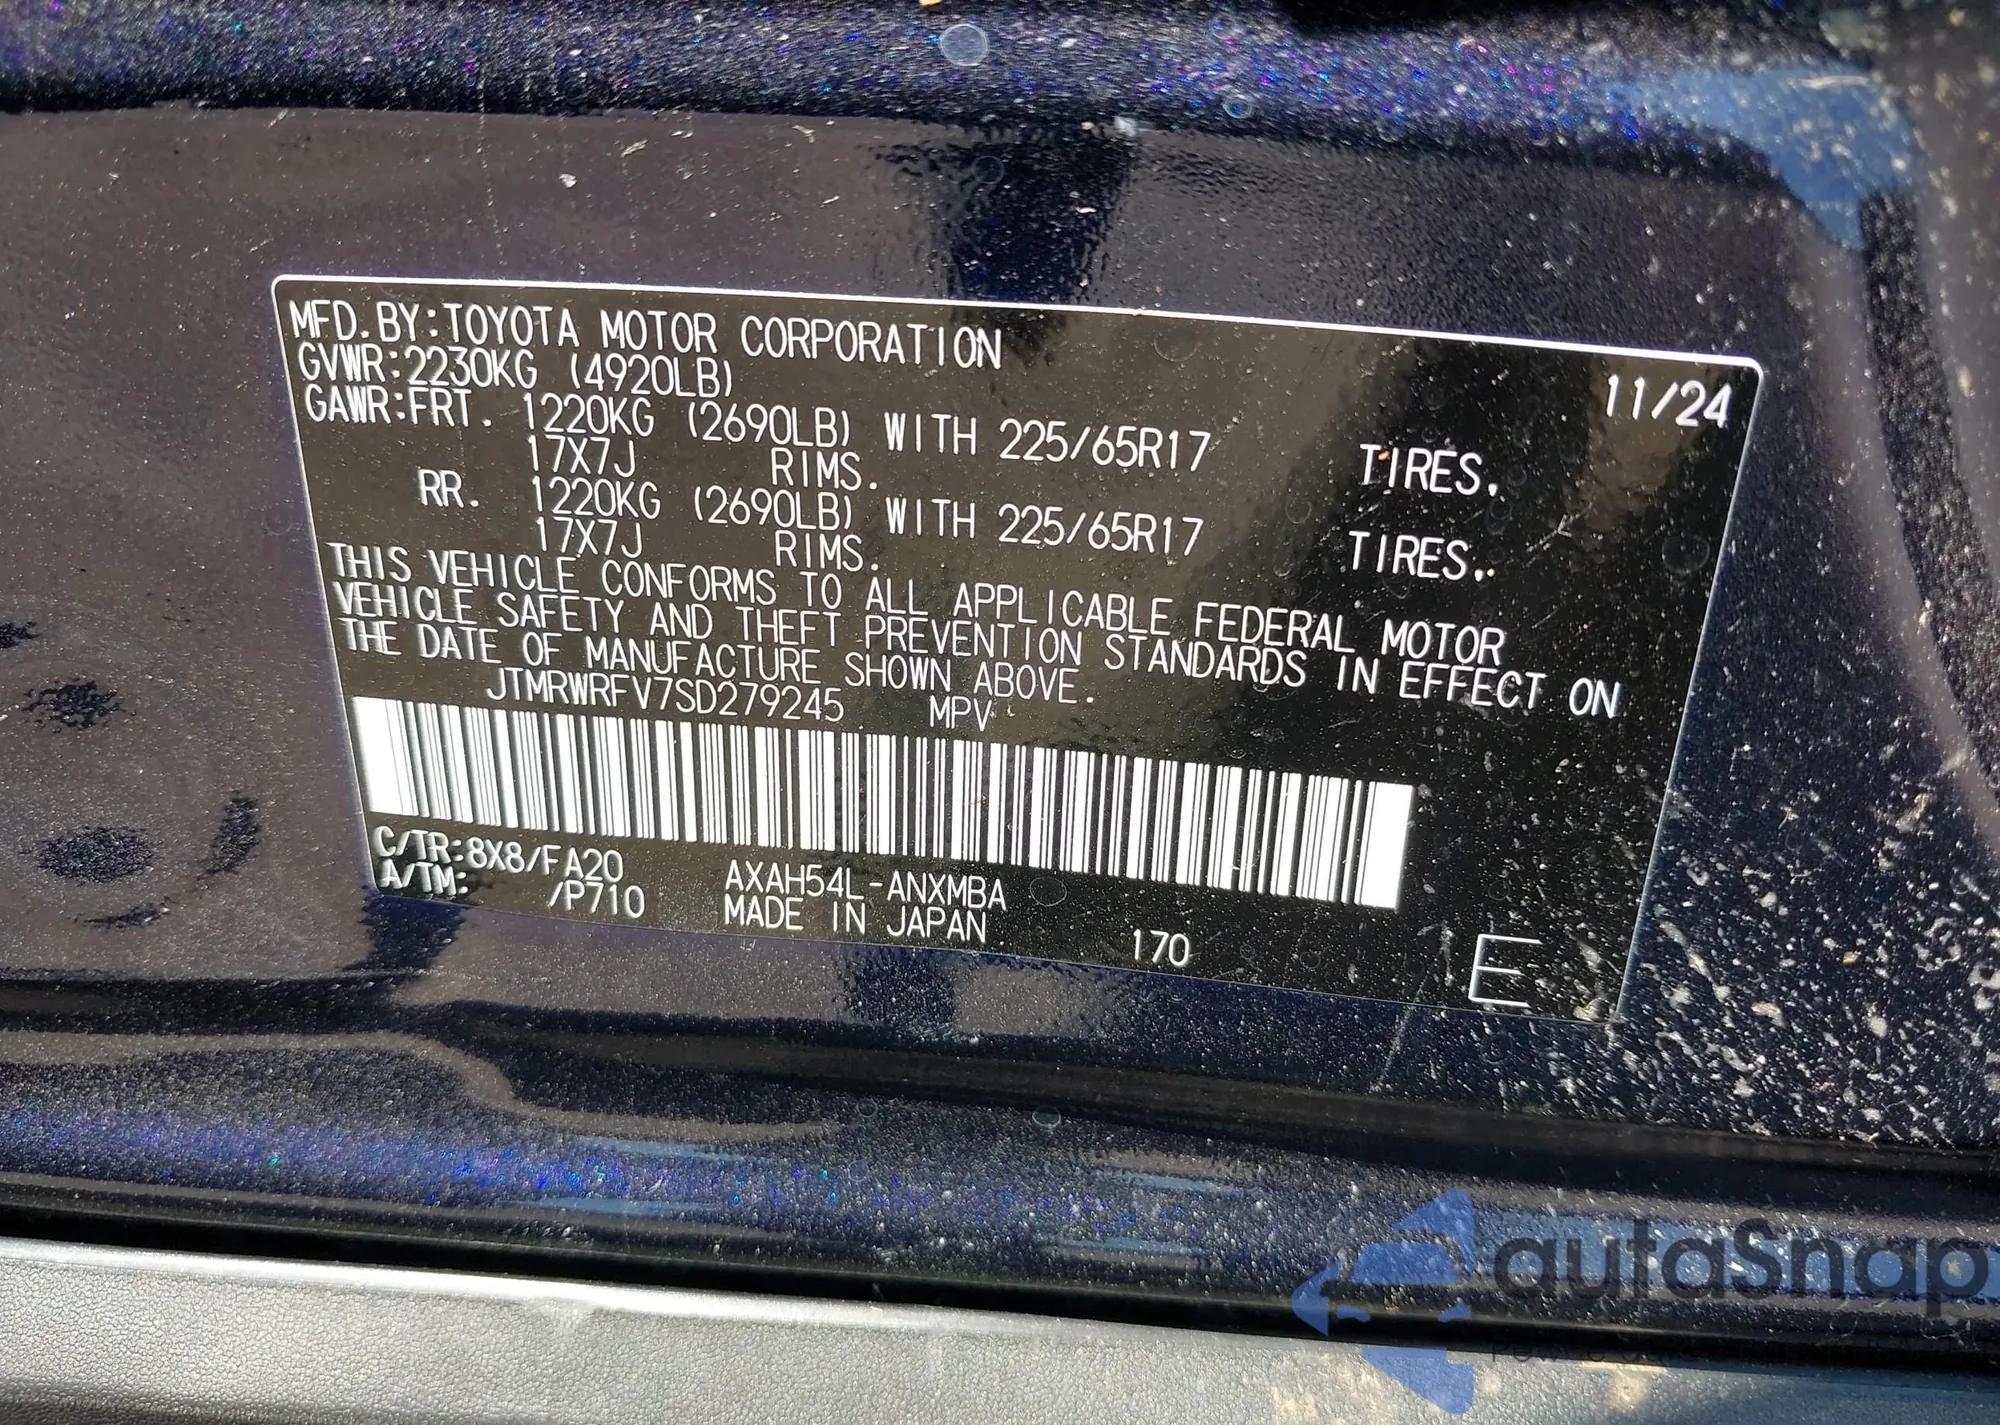 MFD.BY:TOYOTA MOTOR CORPORATION 11/24
GVWR:2230KG (4920LB)
GAWR:FRT. 1220KG (2690LB) WITH 225/65R17 TIRES,
17X7J RIMS.
RR. 1220KG (2690LB) WITH 225/65R17 TIRES,
17X7J RIMS.
THIS VEHICLE CONFORMS TO ALL APPLICABLE FEDERAL MOTOR
VEHICLE SAFETY AND THEFT PREVENTION STANDARDS IN EFFECT ON
THE DATE OF MANUFACTURE SHOWN ABOVE.
JTMRWRFV7SD279245 MPV
C/TR:8X8/FA20 AXAH54L-ANXMBA
A/TM: /P710 MADE IN JAPAN 170 E
autaSnap